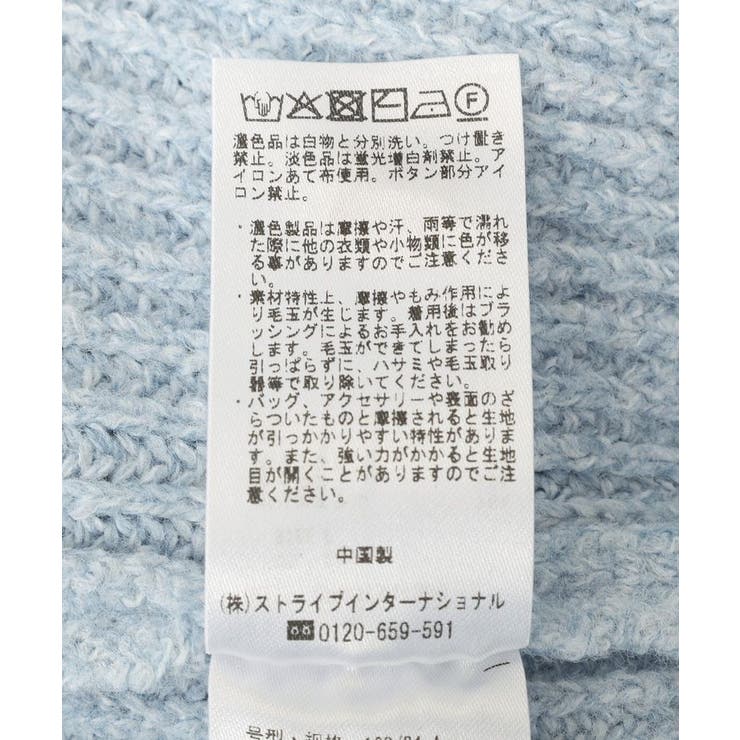 F
濃色品は白物と分別洗い。つけ置き
禁止。淡色品は蛍光増白剤禁止。ア
イロンあて布使用。ボタン部分アイ
ロン禁止。
・濃色製品は摩擦や汗、雨等で濡れ
た際に他の衣類や小物類に色が移
る事がありますのでご注意くださ
い。
・素材特性上、摩擦やもみ作用によ
り毛玉が生じます。着用後はブラ
ッシングによるお手入れをお勧め
します。毛玉ができてしまったら
引っぱらずに、ハサミや毛玉取り
器等で取り除いてください。
・バッグ、アクセサリーや表面のざ
らついたものと摩擦されると生地
が引っかかりやすい特性がありま
す。また、強い力がかかると生地
目が開くことがありますのでご注
意ください。
中国製
(株)ストライプインターナショナル
0120-659-591